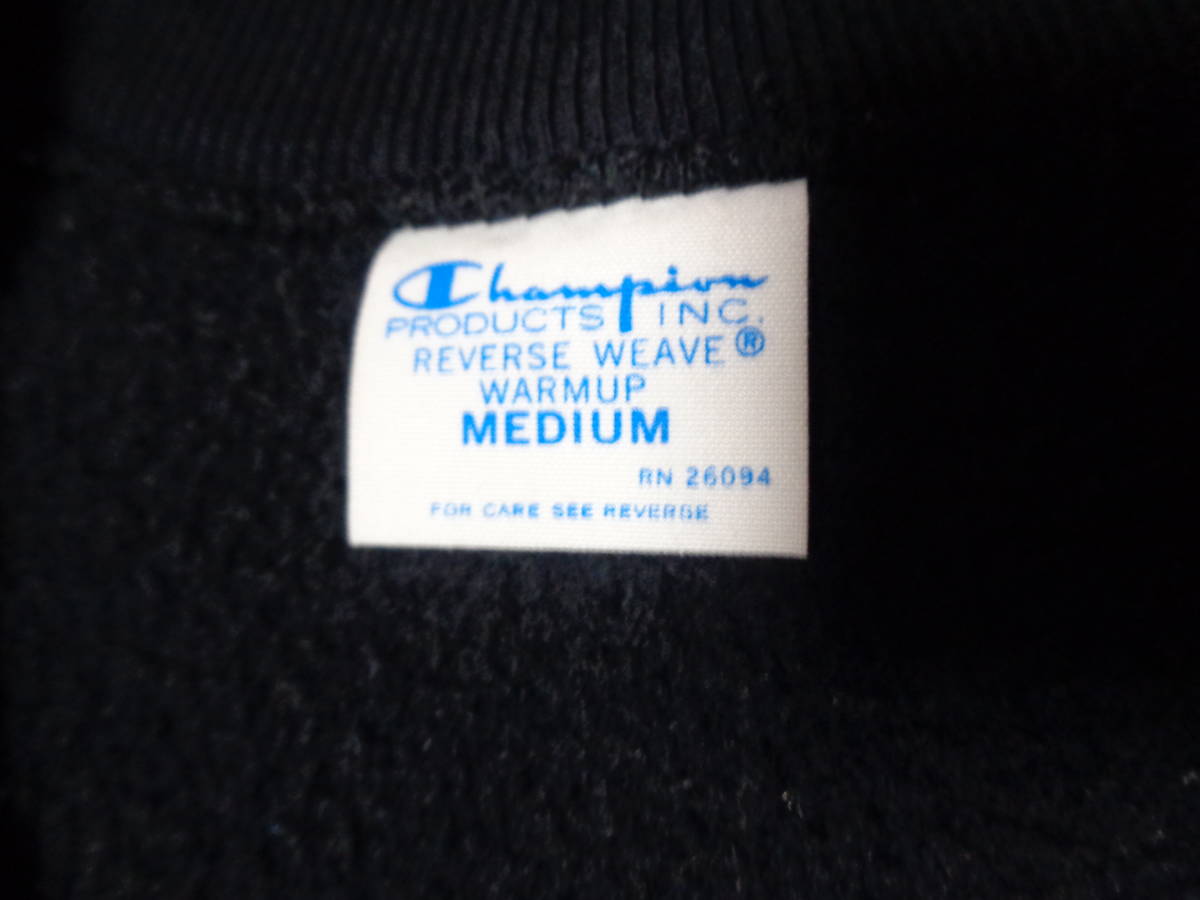 Champion
PRODUCTS INC.
REVERSE WEAVE®
WARMUP
MEDIUM
RN 26094
FOR CARE SEE REVERSE